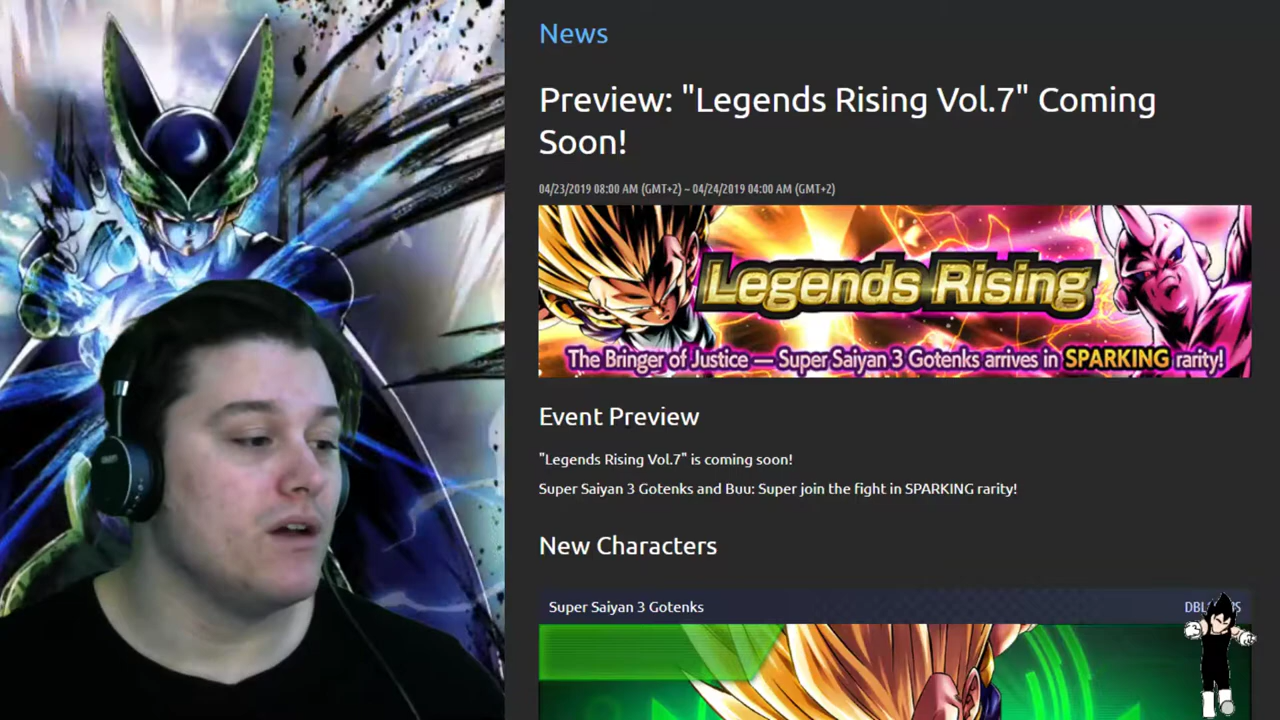 News
Preview: "Legends Rising Vol.7" Coming
Soon!
04/23/2019 08:00 AM (GMT+2) – 04/24/2019 04:00 AM (GMT+2)
Legends Rising
The Bringer of Justice — Super Saiyan 3 Gotenks arrives in SPARKING rarity!
Event Preview
"Legends Rising Vol.7" is coming soon!
Super Saiyan 3 Gotenks and Buu: Super join the fight in SPARKING rarity!
New Characters
Super Saiyan 3 Gotenks